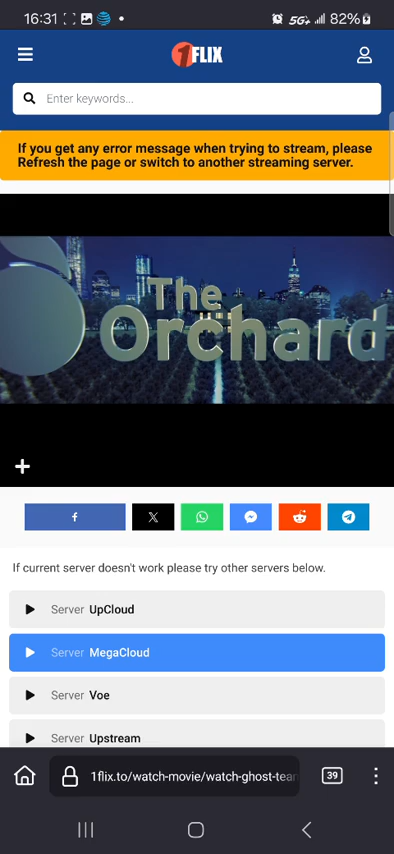 16:31 5G+ 82%
1FLIX
Enter keywords...
If you get any error message when trying to stream, please
Refresh the page or switch to another streaming server.
The
Orchard
If current server doesn't work please try other servers below.
Server UpCloud
Server MegaCloud
Server Voe
Server Upstream
1flix.to/watch-movie/watch-ghost-tea
39